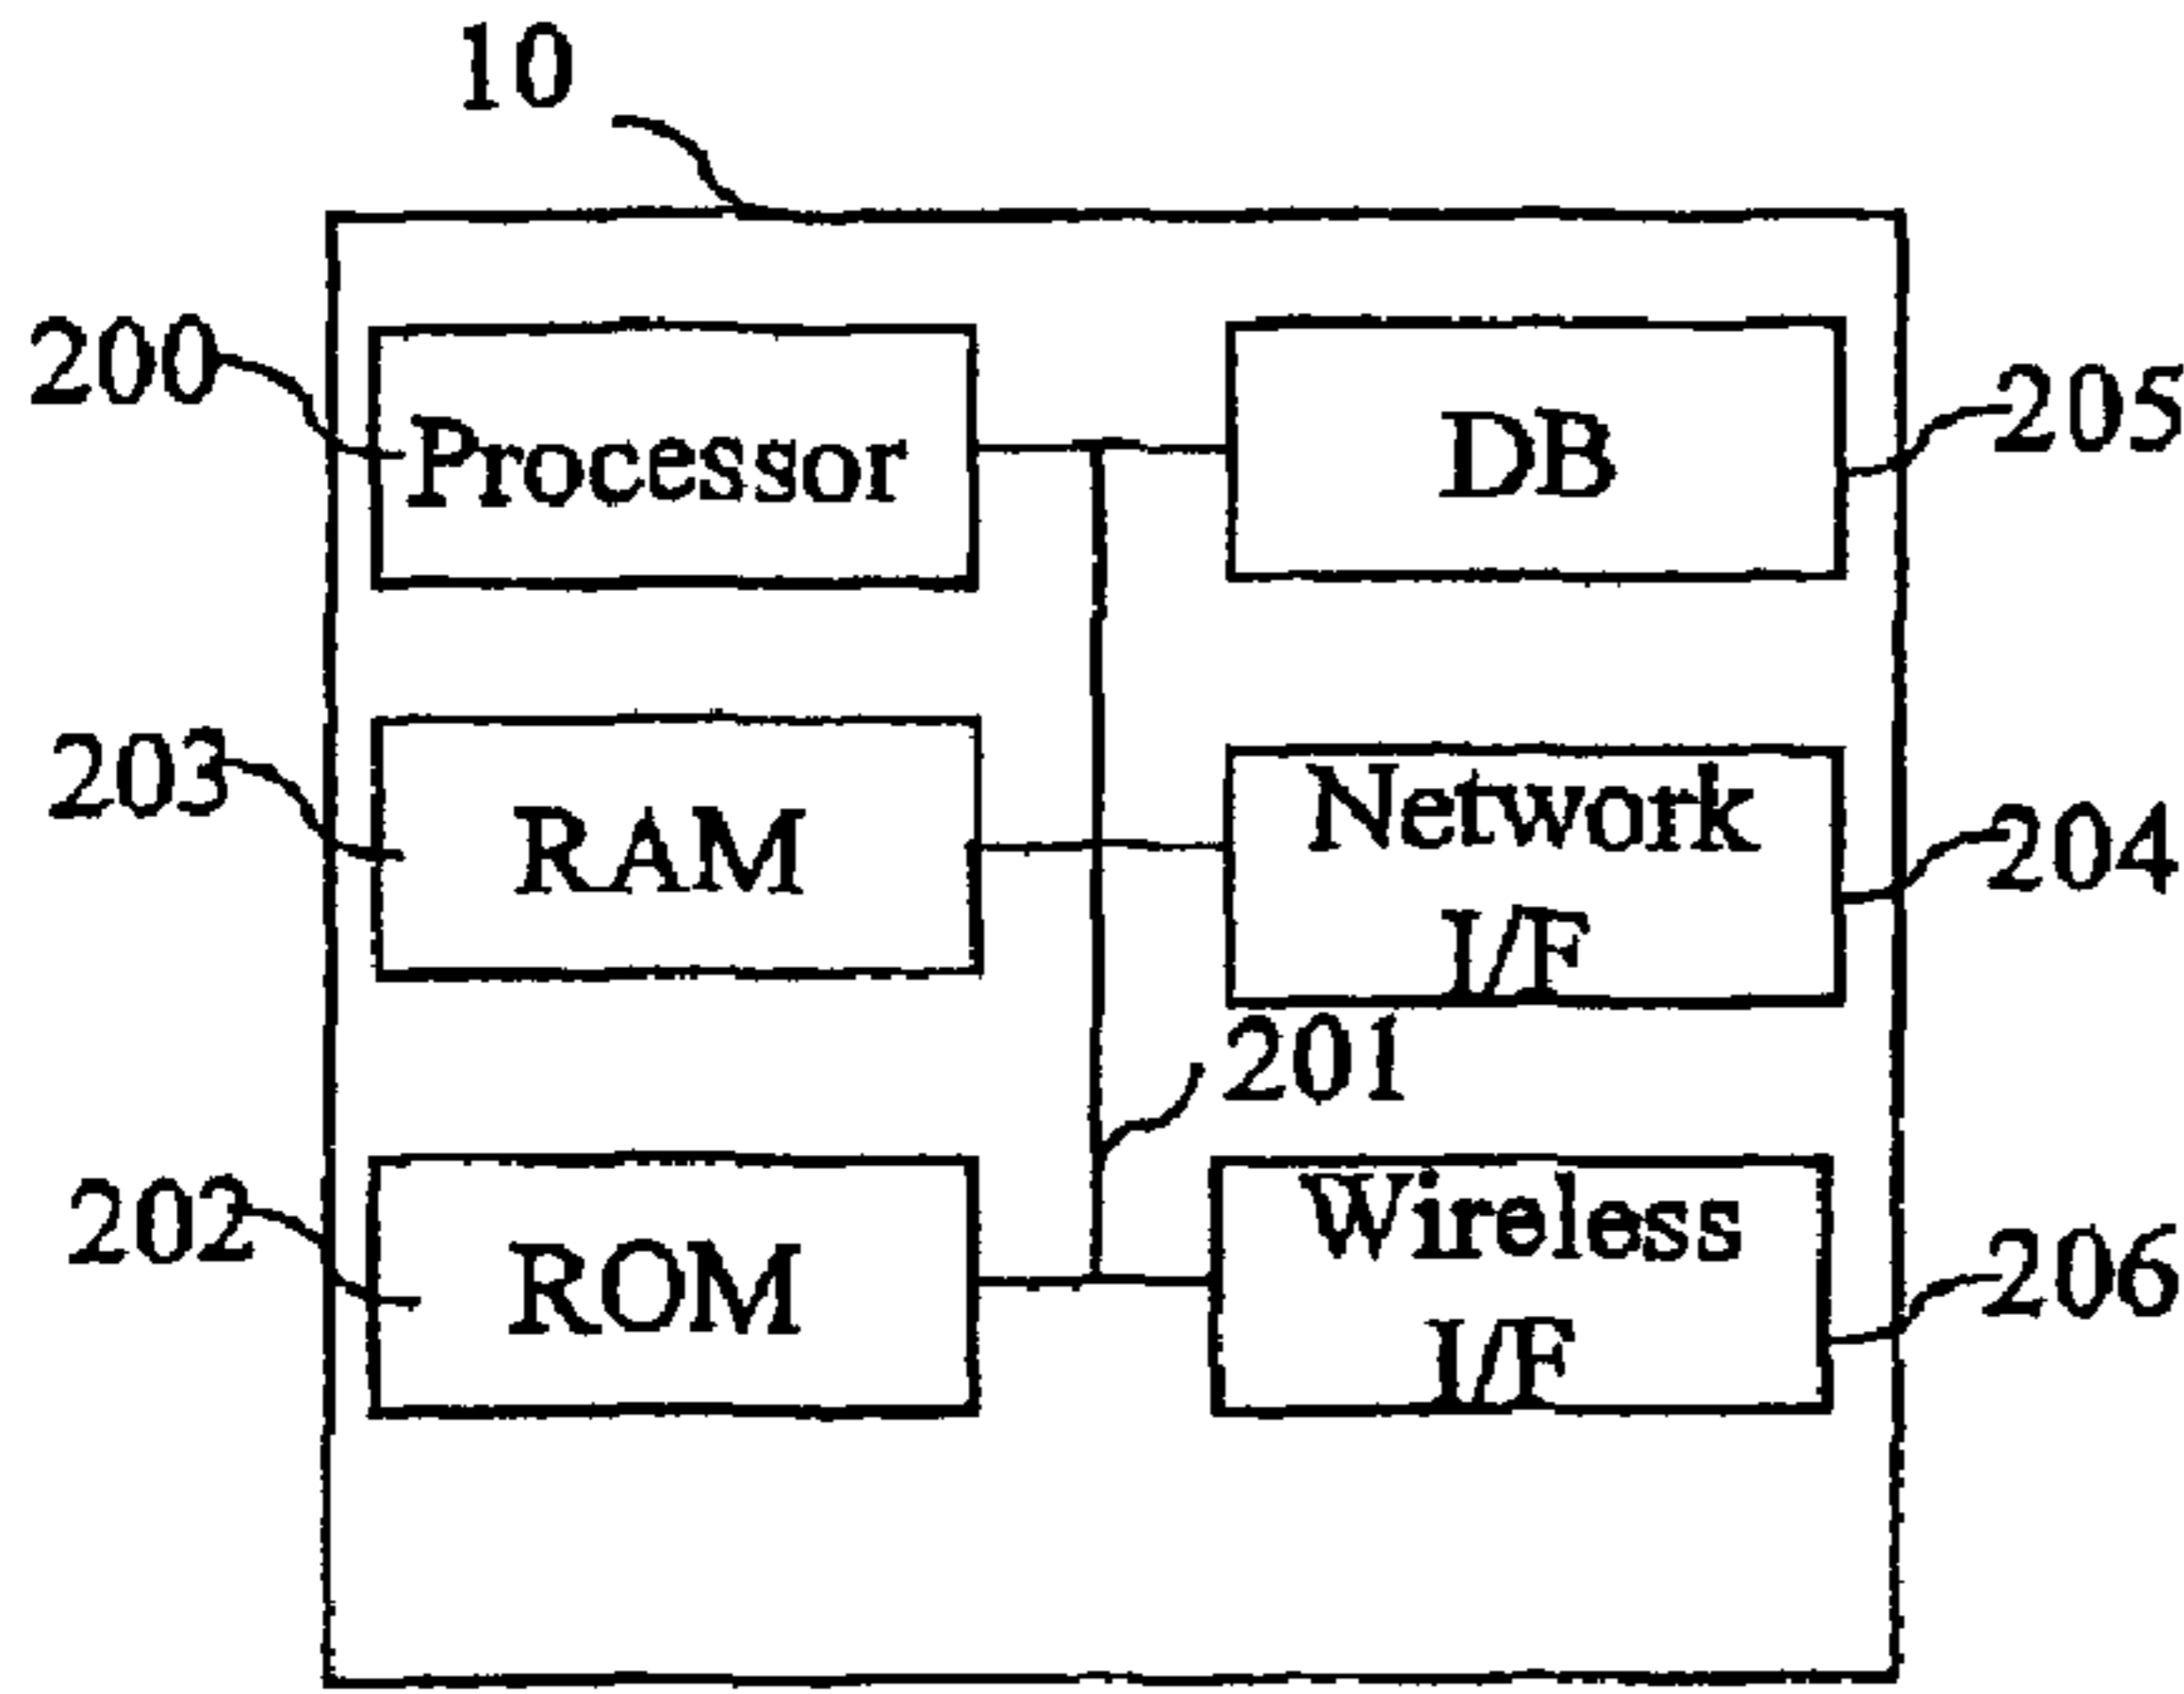 10
200
Processor
DB
205
203
RAM
Network
I/F
204
201
202
ROM
Wireless
I/F
206